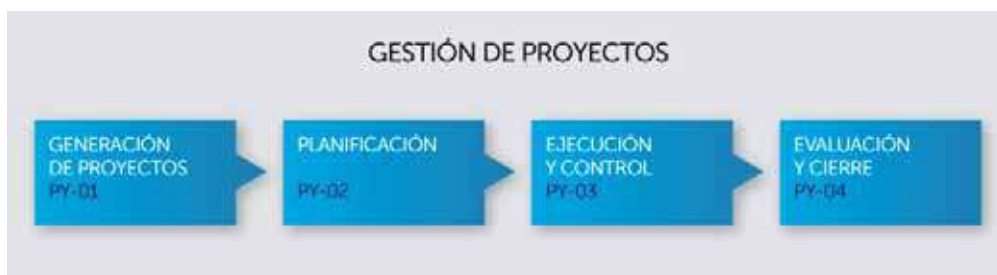 GESTIÓN DE PROYECTOS
GENERACIÓN
DE PROYECTOS
PY-01
PLANIFICACIÓN
PY-02
EJECUCIÓN
Y CONTROL
PY-03
EVALUACIÓN
Y CIERRE
PY-04